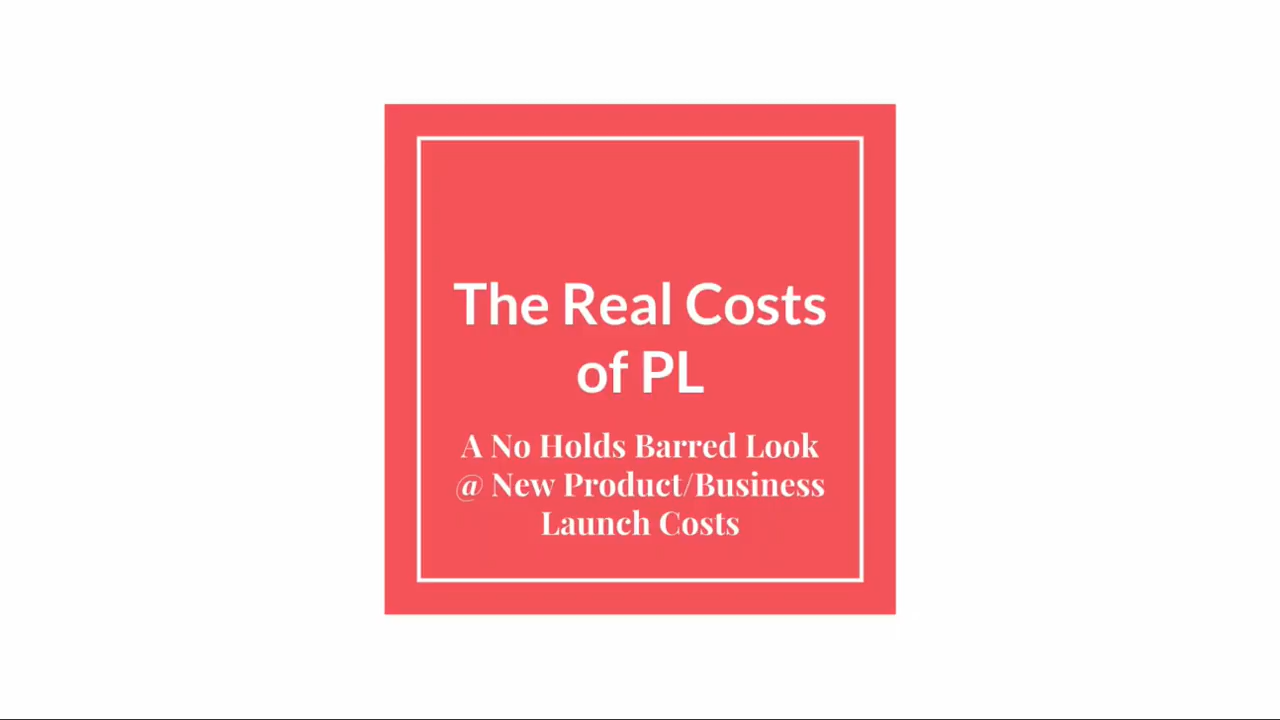 The Real Costs
of PL
A No Holds Barred Look
@ New Product/Business
Launch Costs